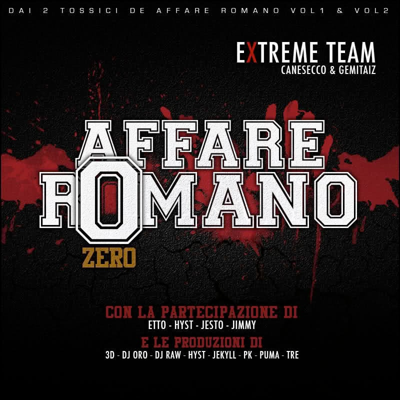 DAI 2 TOSSICI DE AFFARE ROMANO VOL1 & VOL2
EXTREME TEAM
CANESECCO & GEMITAIZ
AFFARE
ROMANO
ZERO
CON LA PARTECIPAZIONE DI
ETTO - HYST - JESTO - JIMMY
E LE PRODUZIONI DI
3D - DJ ORO - DJ RAW - HYST - JEKYLL - PK - PUMA - TRE